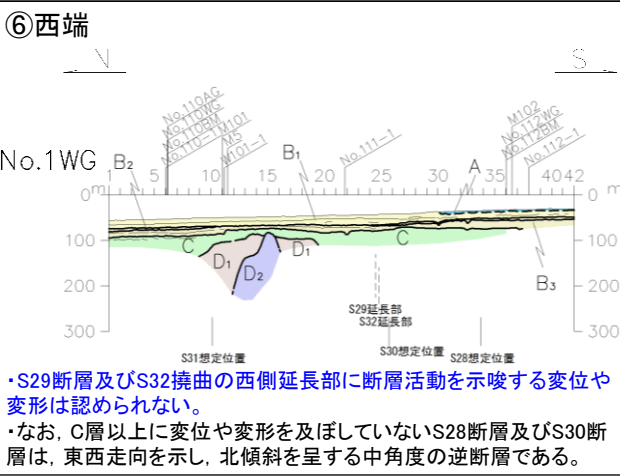 ⑥西端
N
S
No.110AG
No.110WG
No.110BM
No.110-1
M101
M5
M101-1
No.111-1
M102
No.112WG
No.112BM
No.112-1
No.1WG
B2
B1
A
1 5 10 15 20 25 30 35 40 42
0 m
0 m
100
100
200
200
300
300
C
D1
D2
D1
C
B3
S29延長部
S32延長部
S31想定位置
S30想定位置
S28想定位置
・S29断層及びS32撓曲の西側延長部に断層活動を示唆する変位や
変形は認められない。
・なお，C層以上に変位や変形を及ぼしていないS28断層及びS30断
層は，東西走向を示し，北傾斜を呈する中角度の逆断層である。